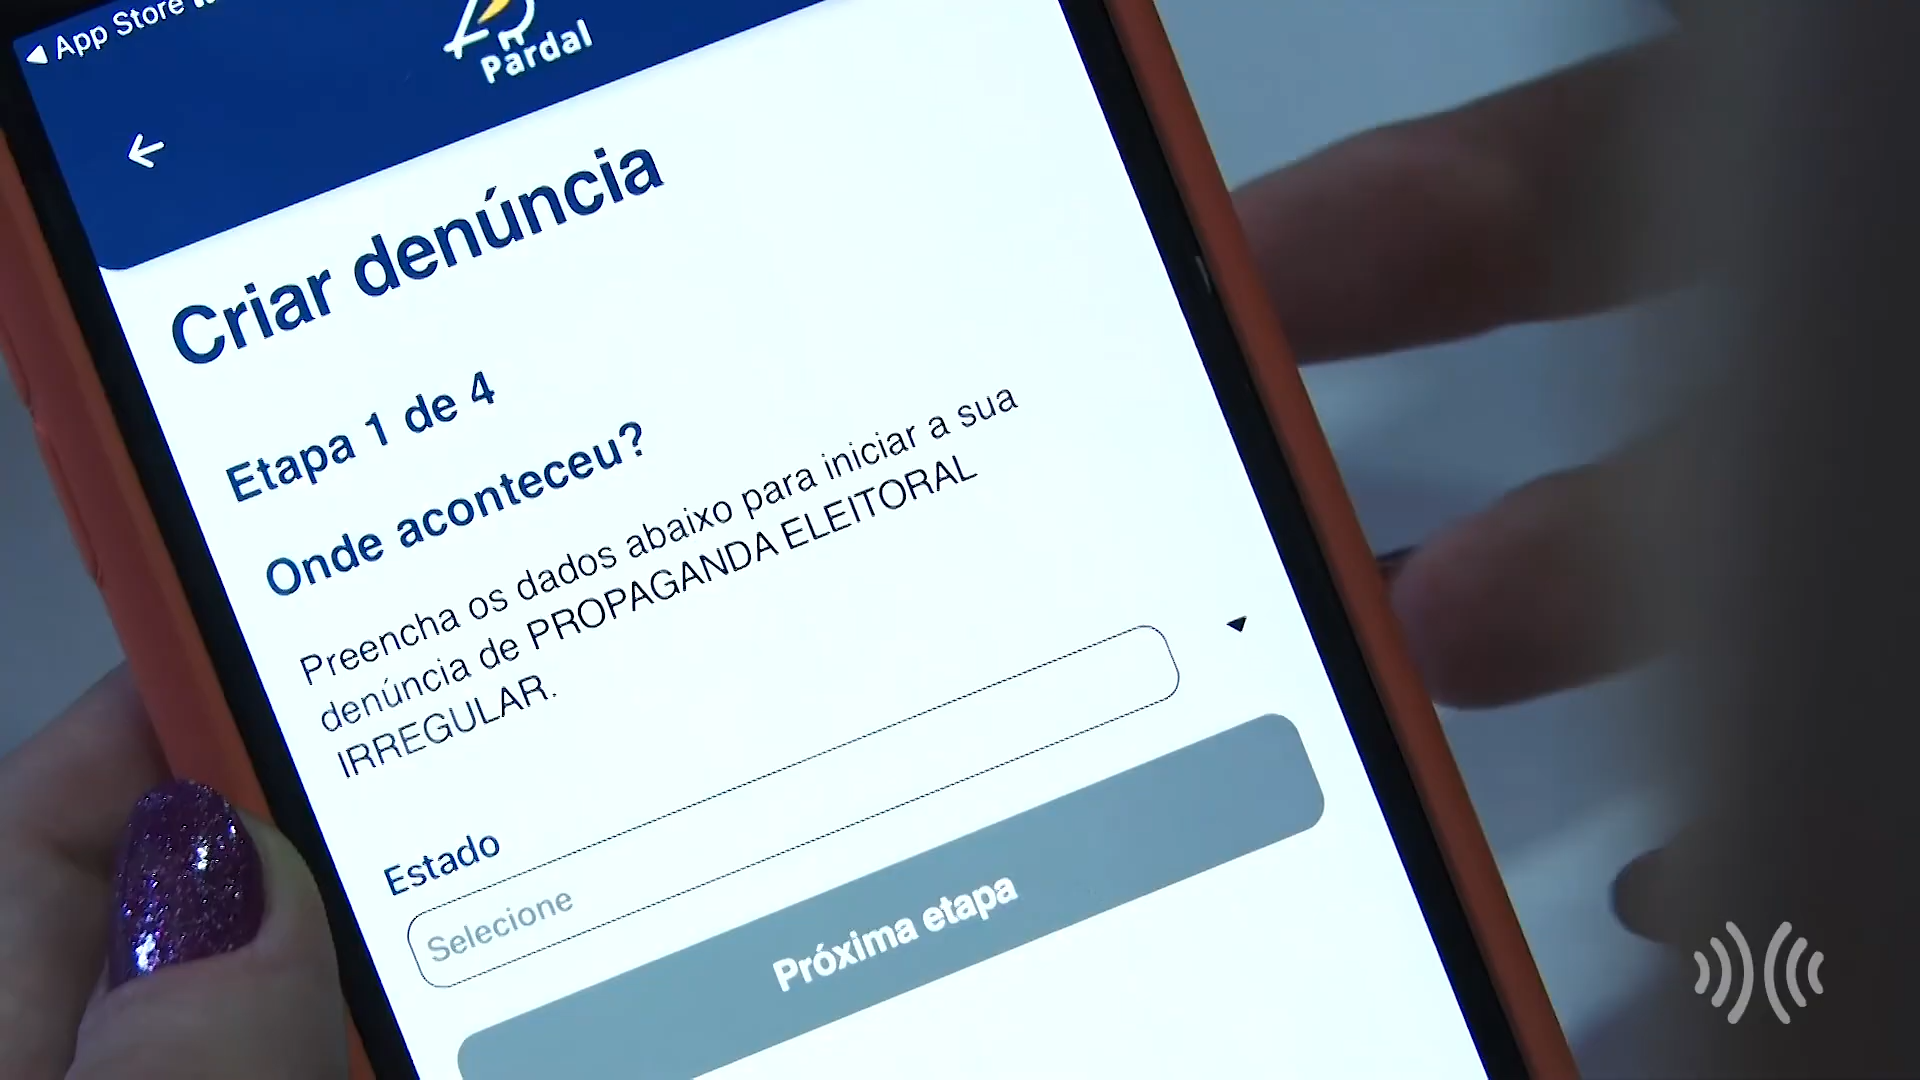 App Store
Pardal
Criar denúncia
Etapa 1 de 4
Onde aconteceu?
Preencha os dados abaixo para iniciar a sua
denúncia de PROPAGANDA ELEITORAL
IRREGULAR.
Estado
Selecione
Próxima etapa